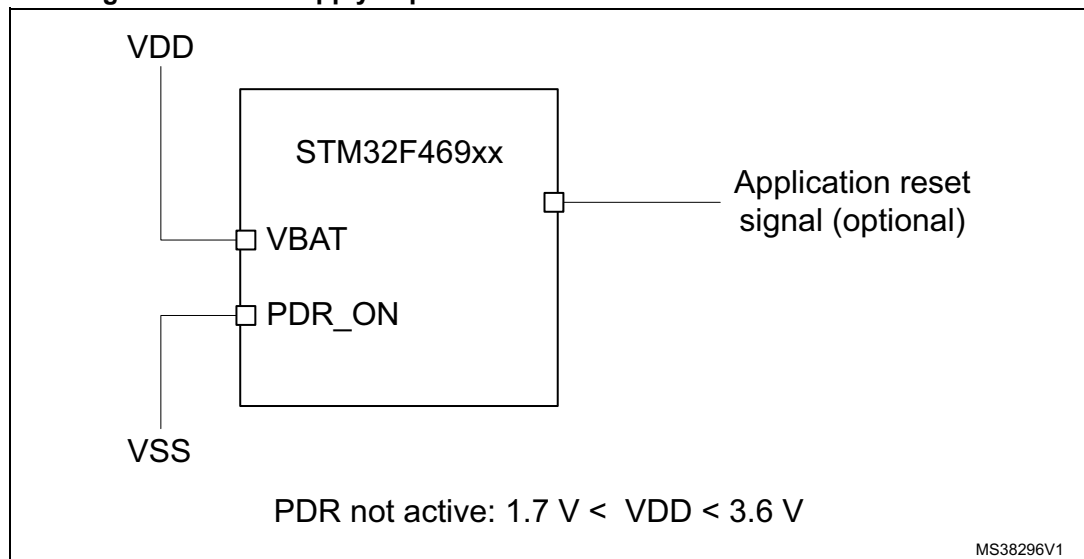 VDD
STM32F469xx
Application reset
signal (optional)
VBAT
PDR_ON
VSS
PDR not active: 1.7 V < VDD < 3.6 V
MS38296V1